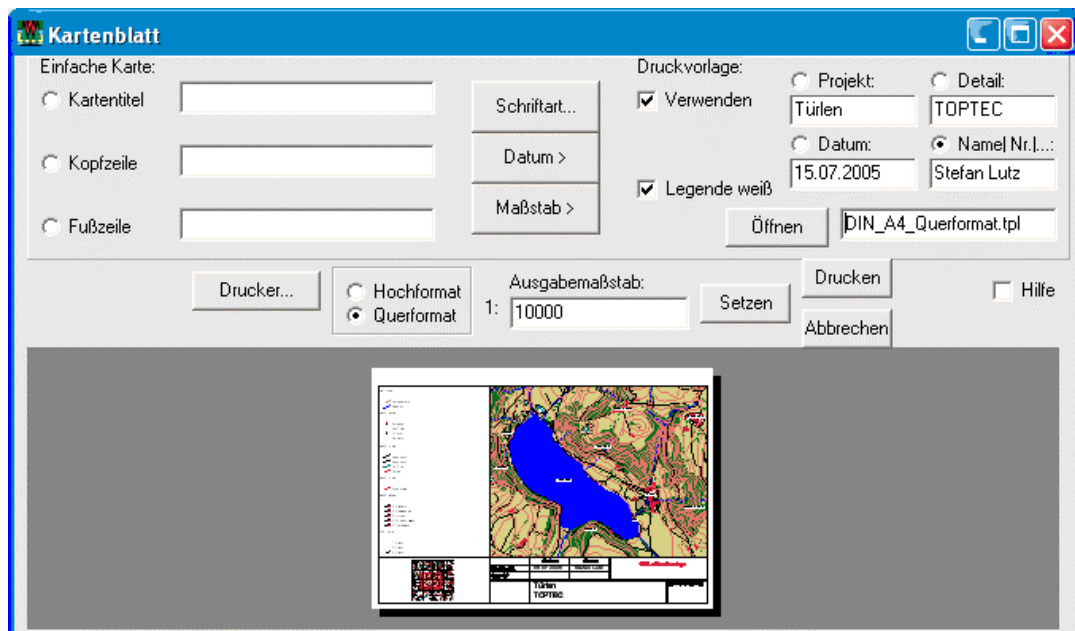 Kartenblatt
Einfache Karte:
Kartentitel
Kopfzeile
Fußzeile
Schriftart...
Datum >
Maßstab >
Druckvorlage:
Verwenden
Legende weiß
Projekt:
Türlen
Detail:
TOPTEC
Datum:
15.07.2005
Name|Nr.|...:
Stefan Lutz
Öffnen
DIN_A4_Querformat.tpl
Drucker...
Hochformat
Querformat
Ausgabemaßstab:
1: 10000
Setzen
Drucken
Abbrechen
Hilfe
Türlen
TOPTEC